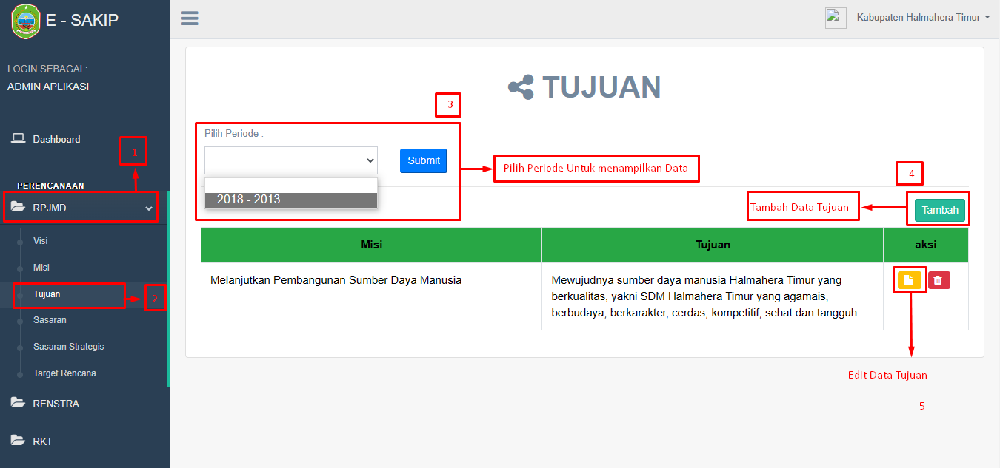 E - SAKIP
Kabupaten Halmahera Timur
LOGIN SEBAGAI :
ADMIN APLIKASI
Dashboard
1
PERENCANAAN
RPJMD
Visi
Misi
Tujuan
2
Sasaran
Sasaran Strategis
Target Rencana
RENSTRA
RKT
TUJUAN
3
Pilih Periode :
Submit
2018 - 2013
Pilih Periode Untuk menampilkan Data
4
Tambah Data Tujuan
Tambah
Misi
Tujuan
aksi
Melanjutkan Pembangunan Sumber Daya Manusia
Mewujudnya sumber daya manusia Halmahera Timur yang
berkualitas, yakni SDM Halmahera Timur yang agamais,
berbudaya, berkarakter, cerdas, kompetitif, sehat dan tangguh.
Edit Data Tujuan
5